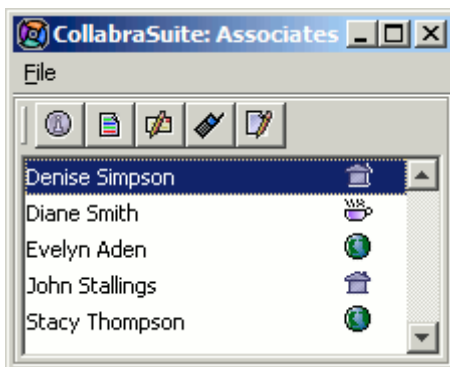 CollabraSuite: Associates
File
Denise Simpson
Diane Smith
Evelyn Aden
John Stallings
Stacy Thompson